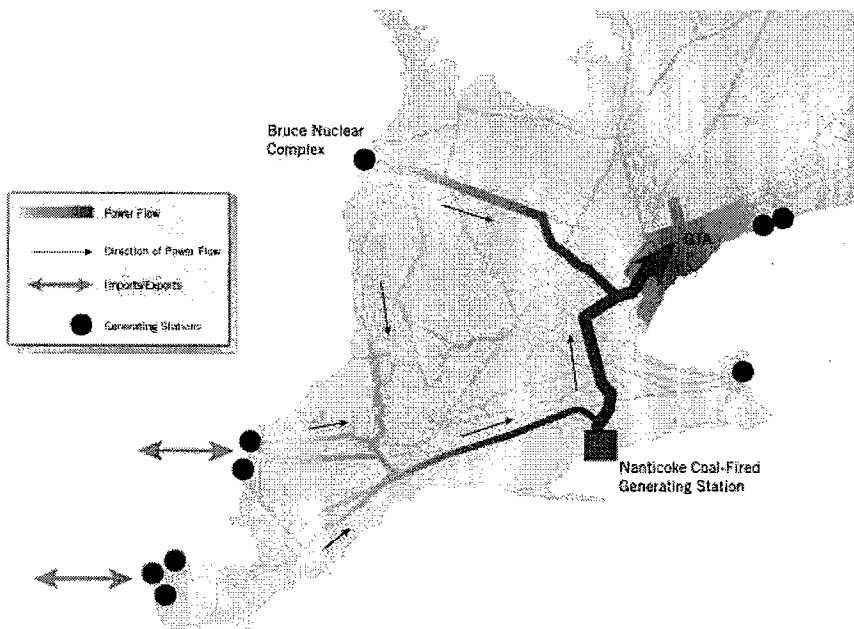 Bruce Nuclear
Complex
Power Flow
Direction of Power Flow
Imports/Exports
Generating Stations
GTA
Nanticoke Coal-Fired
Generating Station